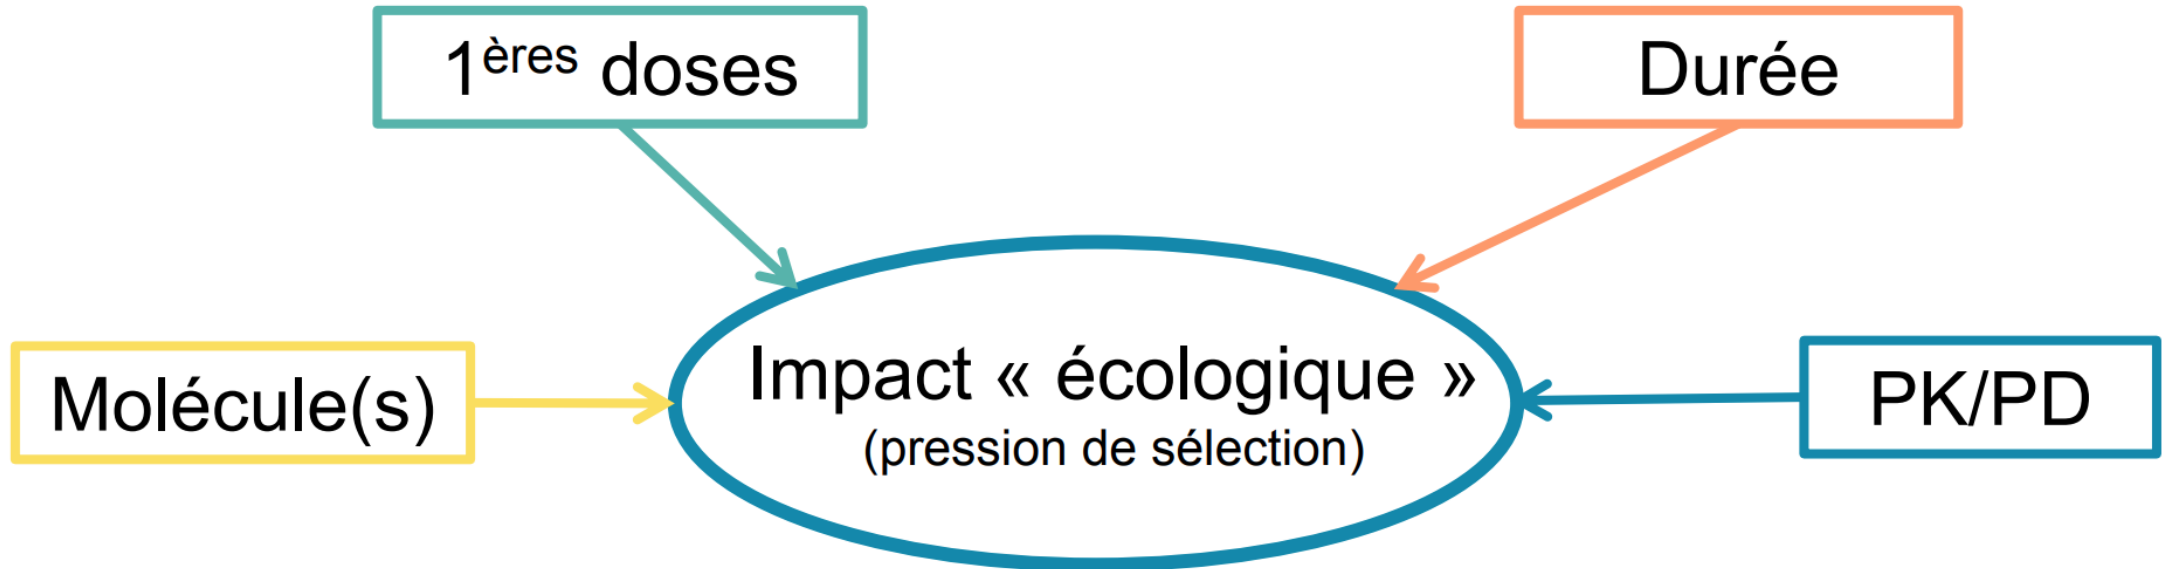 1ères doses
Durée
Molécule(s)
Impact « écologique »
(pression de sélection)
PK/PD